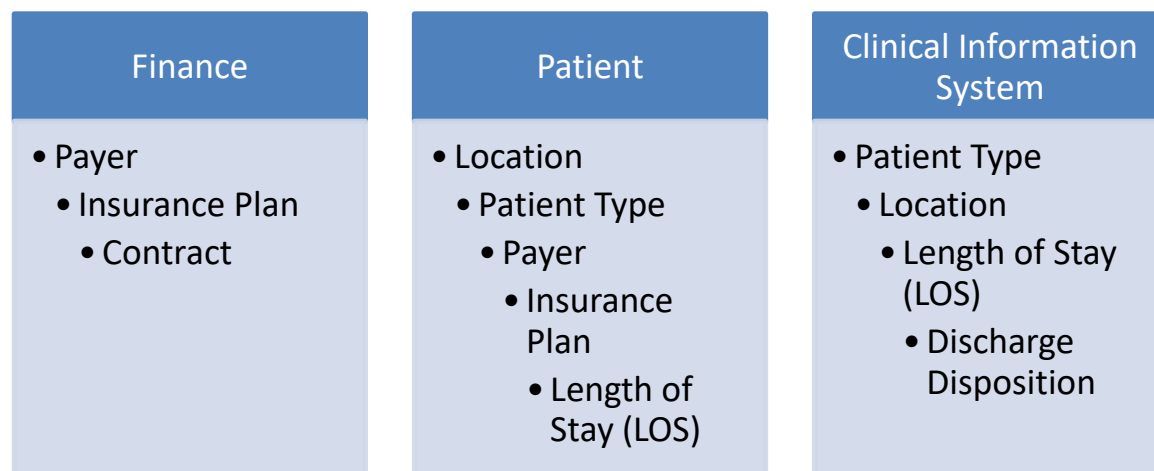 Finance
• Payer
• Insurance Plan
• Contract
Patient
• Location
• Patient Type
• Payer
• Insurance
Plan
• Length of
Stay (LOS)
Clinical Information
System
• Patient Type
• Location
• Length of Stay
(LOS)
• Discharge
Disposition